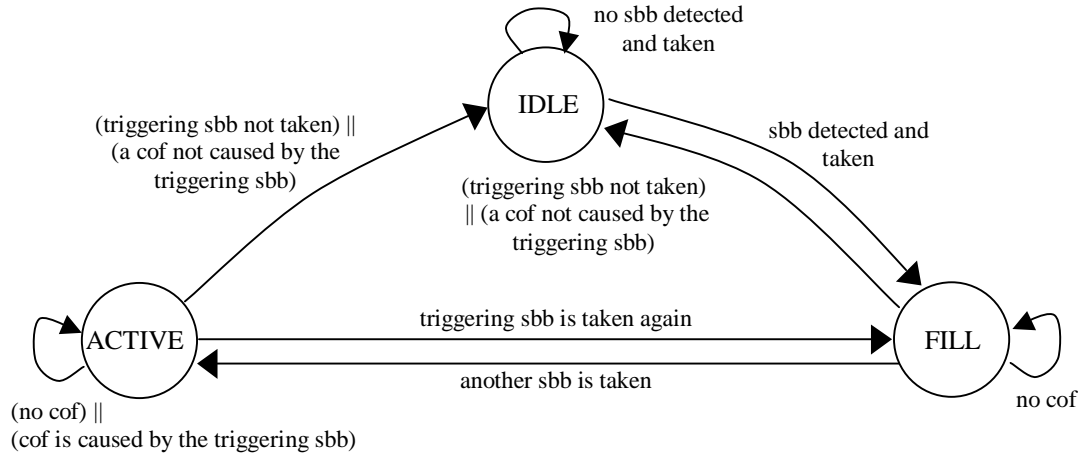 no sbb detected
and taken
IDLE
(triggering sbb not taken) ||
(a cof not caused by the
triggering sbb)
sbb detected and
taken
(triggering sbb not taken)
|| (a cof not caused by the
triggering sbb)
ACTIVE
triggering sbb is taken again
FILL
another sbb is taken
no cof
(no cof) ||
(cof is caused by the triggering sbb)